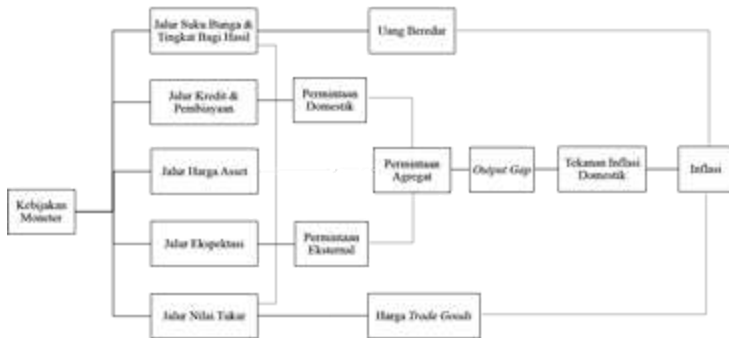 Jalur Suku Bunga &
Tingkat Bagi Hasil
Uang Beredar
Jalur Kredit &
Pembiayaan
Permintaan
Domestik
Jalur Harga Asset
Permintaan
Agregat
Output Gap
Tekanan Inflasi
Domestik
Inflasi
Kebijakan
Moneter
Jalur Ekspektasi
Permintaan
Eksternal
Jalur Nilai Tukar
Harga Trade Goods